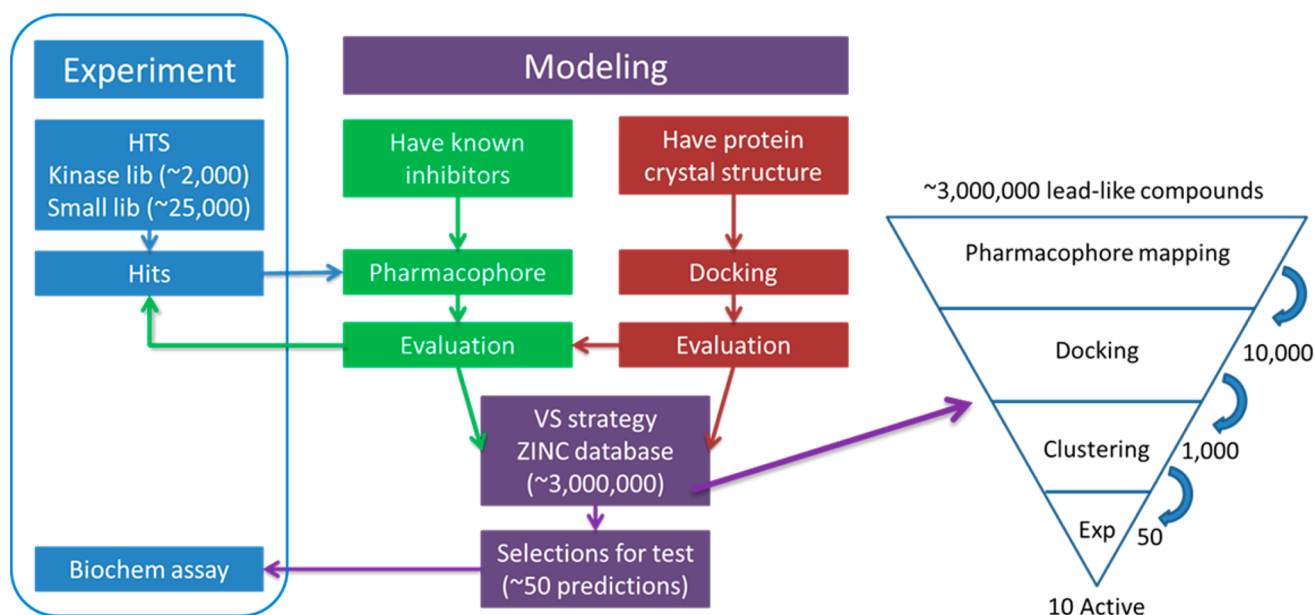 Experiment
Modeling
HTS
Kinase lib (~2,000)
Small lib (~25,000)
Have known
inhibitors
Have protein
crystal structure
Hits
Pharmacophore
Docking
Evaluation
Evaluation
VS strategy
ZINC database
(~3,000,000)
Biochem assay
Selections for test
(~50 predictions)
~3,000,000 lead-like compounds
Pharmacophore mapping
Docking
10,000
Clustering
1,000
Exp
50
10 Active